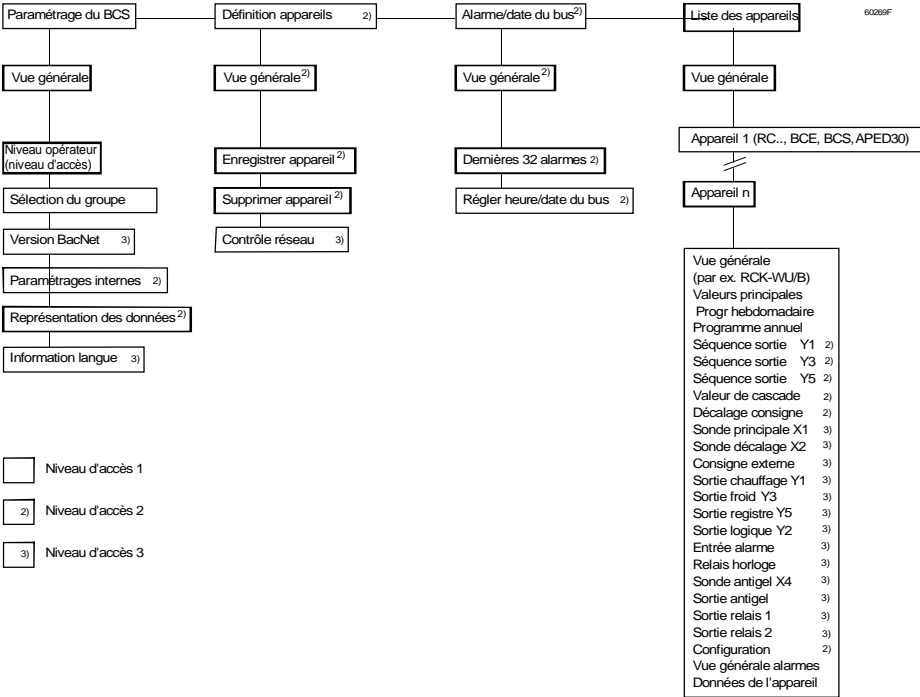 Paramétrage du BCS
Définition appareils 2)
Alarme/date du bus 2)
Liste des appareils
60269F
Vue générale
Vue générale 2)
Vue générale 2)
Vue générale
Niveau opérateur
(niveau d'accès)
Sélection du groupe
Version BacNet 3)
Paramétrages internes 2)
Représentation des données 2)
Information langue 3)
Enregistrer appareil 2)
Supprimer appareil 2)
Contrôle réseau 3)
Dernières 32 alarmes 2)
Régler heure/date du bus 2)
Appareil 1 (RC.., BCE, BCS, APED30)
Appareil n
Vue générale
(par ex. RCK-WU/B)
Valeurs principales
Progr hebdomadaire
Programme annuel
Séquence sortie Y1 2)
Séquence sortie Y3 2)
Séquence sortie Y5 2)
Valeur de cascade 2)
Décalage consigne 2)
Sonde principale X1 3)
Sonde décalage X2 3)
Consigne externe 3)
Sortie chauffage Y1 3)
Sortie froid Y3 3)
Sortie registre Y5 3)
Sortie logique Y2 3)
Entrée alarme 3)
Relais horloge 3)
Sonde antigel X4 3)
Sortie antigel 3)
Sortie relais 1 3)
Sortie relais 2 3)
Configuration 2)
Vue générale alarmes
Données de l'appareil
Niveau d'accès 1
2) Niveau d'accès 2
3) Niveau d'accès 3